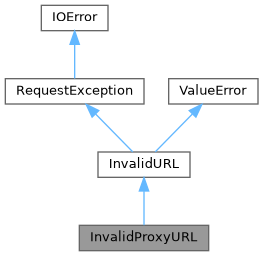 IOError
RequestException
ValueError
InvalidURL
InvalidProxyURL